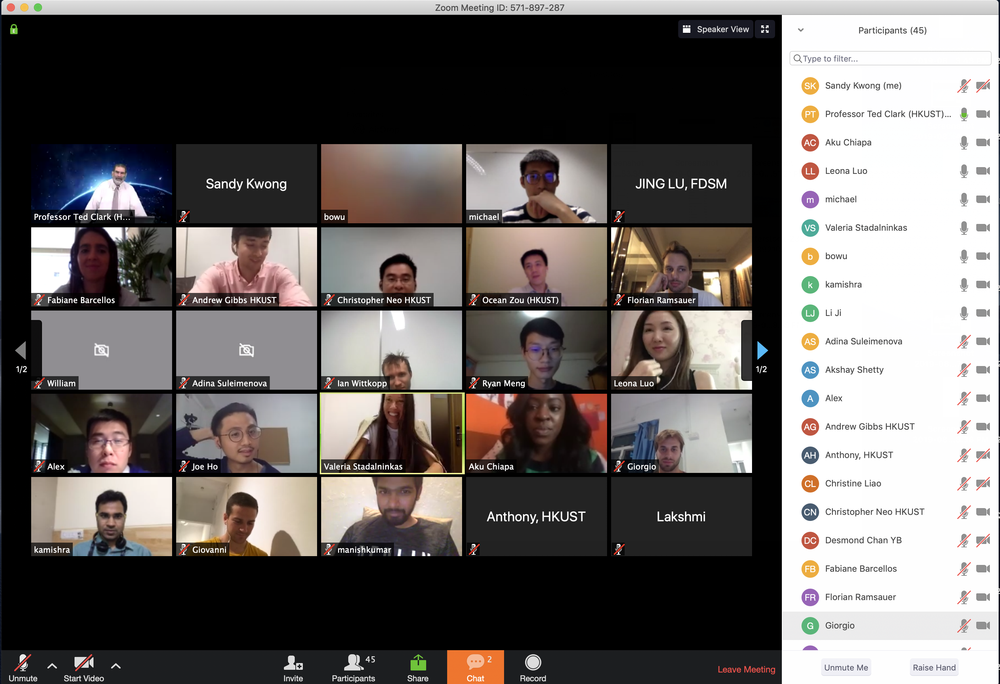 Zoom Meeting ID: 571-897-287
E
Speaker View
Professor Ted Clark (H...
Sandy Kwong
bowu
michael
JING LU, FDSM
Fabiane Barcellos
Andrew Gibbs HKUST
Christopher Neo HKUST
Ocean Zou (HKUST)
Florian Ramsauer
1/2
William
Adina Suleimenova
Ian Wittkopp
Ryan Meng
Leona Luo
1/2
Alex
Joe Ho
Valeria Stadalninkas
Aku Chiapa
Giorgio
kamishra
Giovanni
manishkumar
Anthony, HKUST
Lakshmi
Unmute
Start Video
Invite
45
Participants
Share
2
Chat
Record
Leave Meeting
Participants (45)
Type to filter...
SK Sandy Kwong (me)
PT Professor Ted Clark (HKUST)...
AC Aku Chiapa
LL Leona Luo
m michael
VS Valeria Stadalninkas
b bowu
k kamishra
LJ Li Ji
AS Adina Suleimenova
AS Akshay Shetty
A Alex
AG Andrew Gibbs HKUST
AH Anthony, HKUST
CL Christine Liao
CN Christopher Neo HKUST
DC Desmond Chan YB
FB Fabiane Barcellos
FR Florian Ramsauer
G Giorgio
Unmute Me
Raise Hand